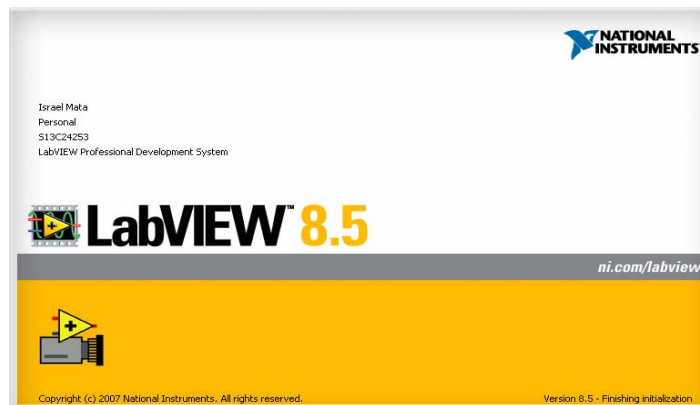 NATIONAL
INSTRUMENTS
Israel Mata
Personal
S13C24253
LabVIEW Professional Development System
LabVIEW™ 8.5
ni.com/labview
Copyright (c) 2007 National Instruments. All rights reserved.
Version 8.5 - Finishing initialization